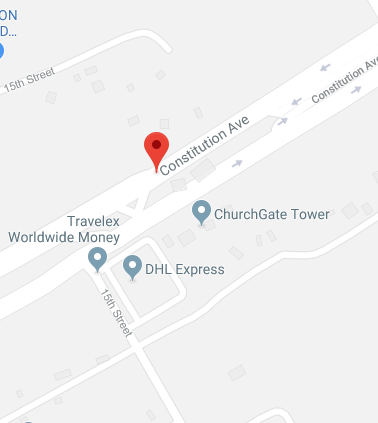 ON
D...
15th Street
Constitution Ave
Constitution Ave
Travelex
Worldwide Money
ChurchGate Tower
DHL Express
15th Street